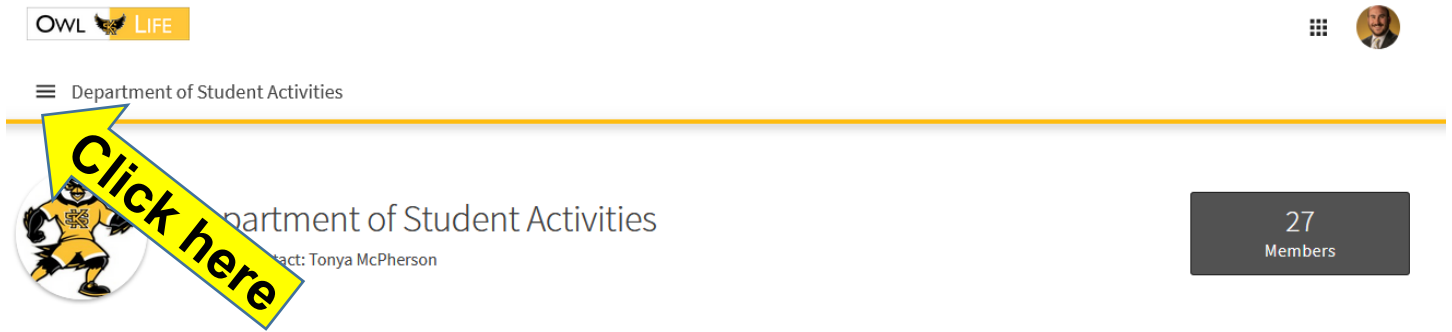 OWL LIFE
Department of Student Activities
Click here
partment of Student Activities
tact: Tonya McPherson
27
Members